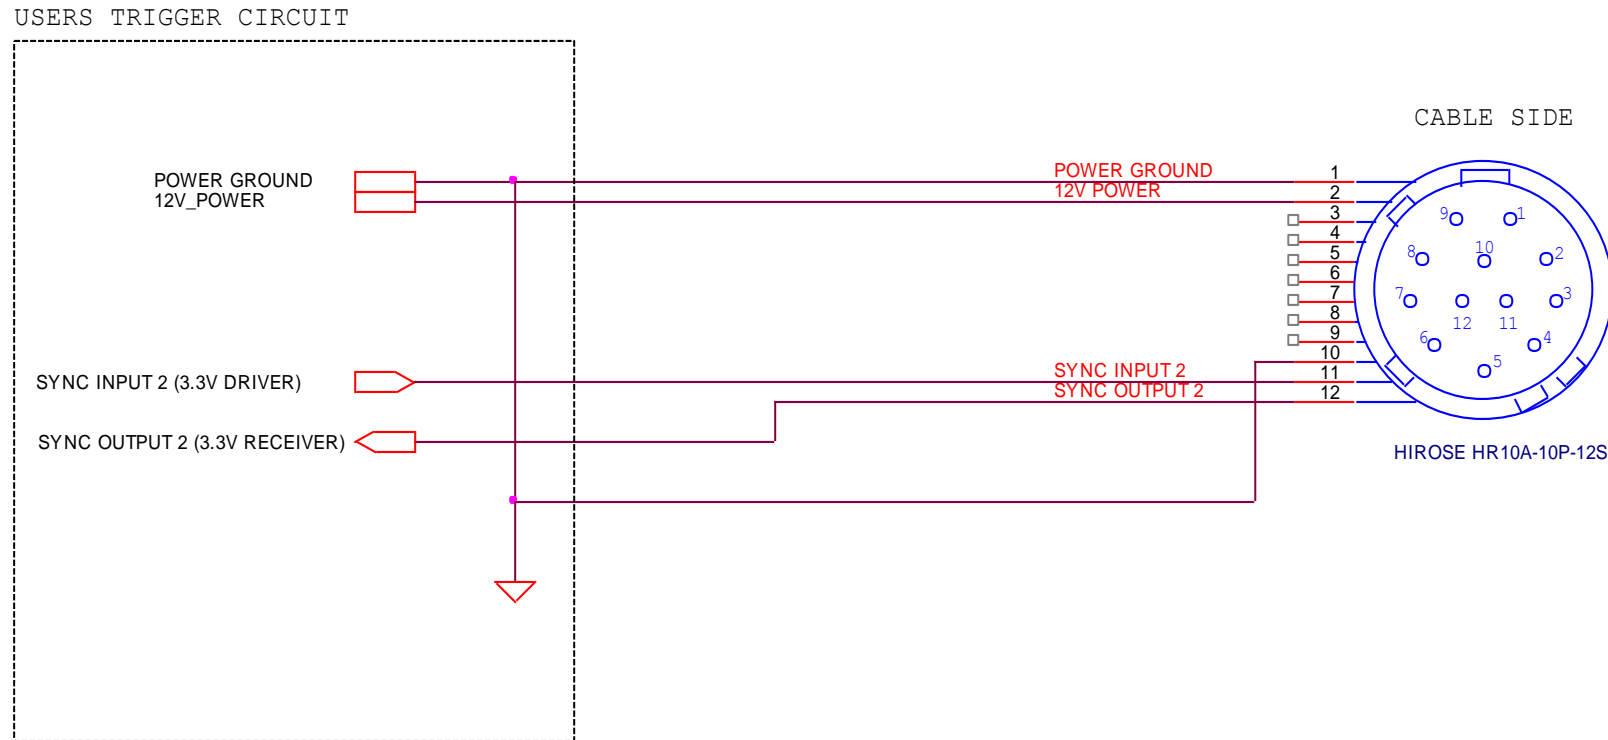 USERS TRIGGER CIRCUIT
CABLE SIDE
POWER GROUND
12V_POWER
POWER GROUND
12V POWER
1
2
3
4
5
6
7
8
9
10
11
12
9
1
8
10
2
7
3
12
11
6
4
5
SYNC INPUT 2 (3.3V DRIVER)
SYNC INPUT 2
SYNC OUTPUT 2
SYNC OUTPUT 2 (3.3V RECEIVER)
HIROSE HR10A-10P-12S